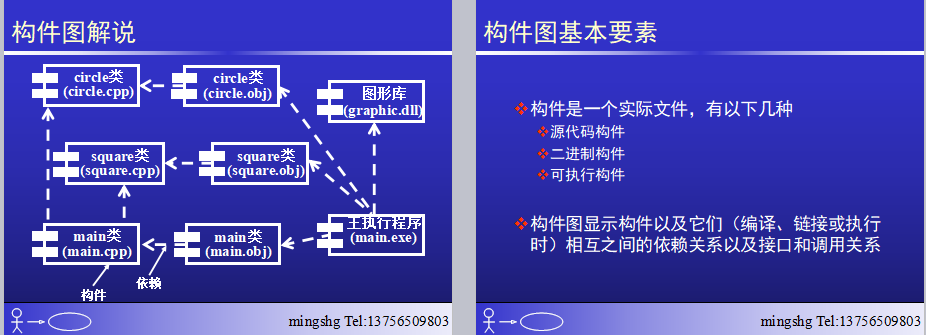 构件图解说
circle类
(circle.cpp)
circle类
(circle.obj)
图形库
(graphic.dll)
square类
(square.cpp)
square类
(square.obj)
main类
(main.cpp)
main类
(main.obj)
主执行程序
(main.exe)
构件
依赖
mingshg Tel:13756509803
构件图基本要素
构件是一个实际文件，有以下几种
源代码构件
二进制构件
可执行构件
构件图显示构件以及它们（编译、链接或执行
时）相互之间的依赖关系以及接口和调用关系
mingshg Tel:13756509803